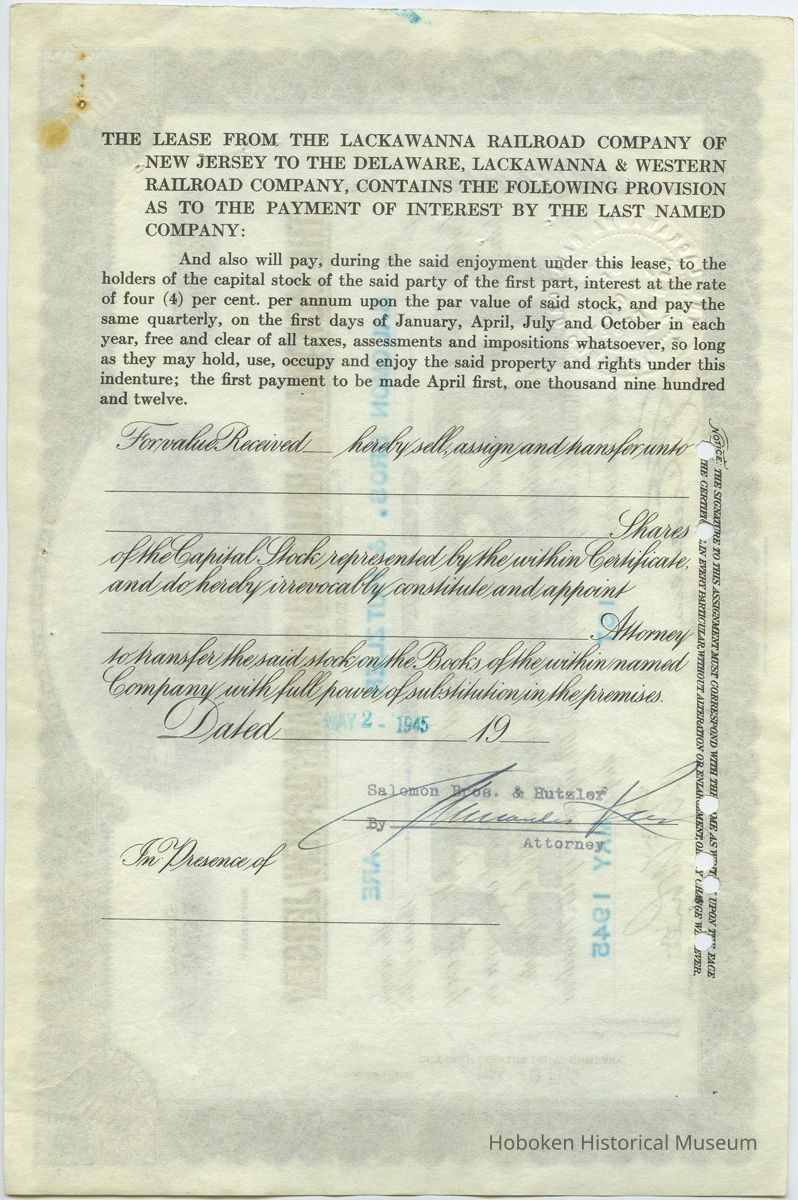 THE LEASE FROM THE LACKAWANNA RAILROAD COMPANY OF
NEW JERSEY TO THE DELAWARE, LACKAWANNA & WESTERN
RAILROAD COMPANY, CONTAINS THE FOLLOWING PROVISION
AS TO THE PAYMENT OF INTEREST BY THE LAST NAMED
COMPANY:
And also will pay, during the said enjoyment under this lease, to the
holders of the capital stock of the said party of the first part, interest at the rate
of four (4) per cent. per annum upon the par value of said stock, and pay the
same quarterly, on the first days of January, April, July and October in each
year, free and clear of all taxes, assessments and impositions whatsoever, so long
as they may hold, use, occupy and enjoy the said property and rights under this
indenture; the first payment to be made April first, one thousand nine hundred
and twelve.
For value Received hereby sell, assign and transfer unto
Shares
of the Capital Stock represented by the within Certificate,
and do hereby irrevocably constitute and appoint
Attorney
to transfer the said stock on the Books of the within named
Company with full power of substitution in the premises.
Dated MAY 2 - 1945 19
Salomon Bros. & Hutzler
By
Attorney
In Presence of
NOTICE: THE SIGNATURE TO THIS ASSIGNMENT MUST CORRESPOND WITH THE AS UPON FACE
THE IN EVERY PARTICULAR, WITHOUT ALTERATION OR
MAY 1945
Hoboken Historical Museum